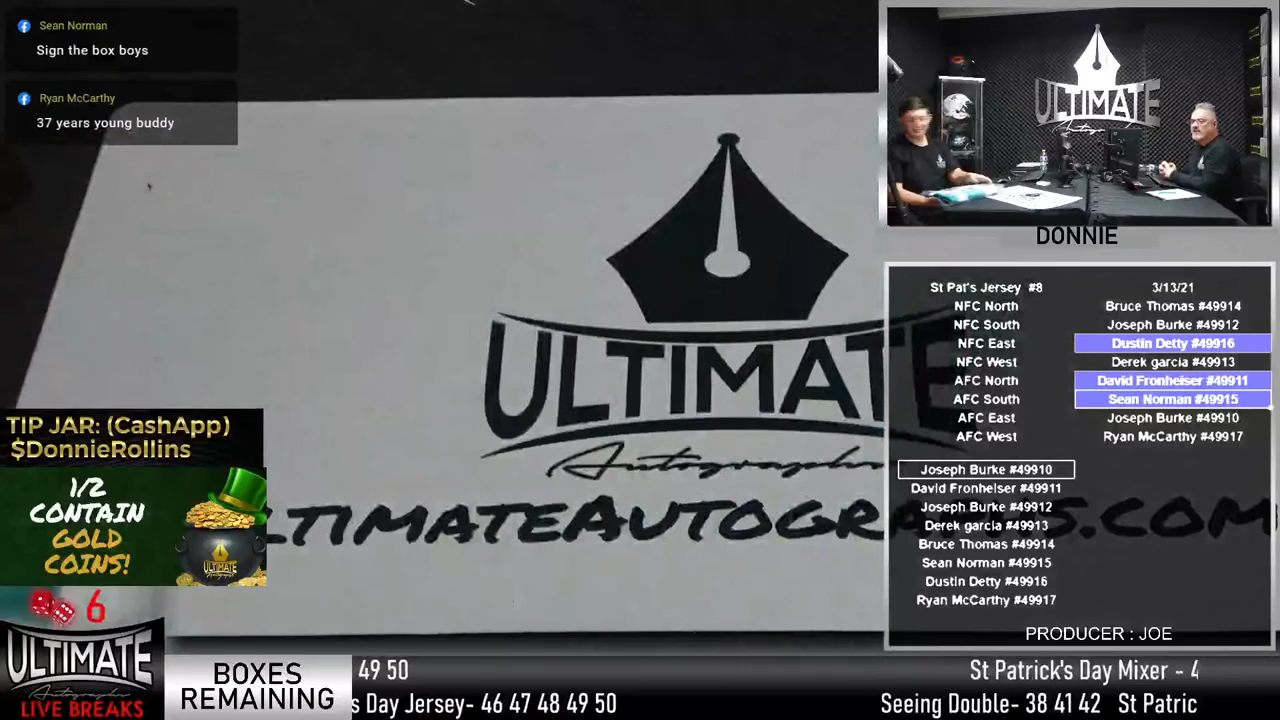 Sean Norman
Sign the box boys
Ryan McCarthy
37 years young buddy
ULTIMATE
Autographs
ULTIMATE
ULTIMATEAUTOGRAPHS.COM
DONNIE
St Pat's Jersey #8 3/13/21
NFC North Bruce Thomas #49914
NFC South Joseph Burke #49912
NFC East Dustin Detty #49916
NFC West Derek garcia #49913
AFC North David Fronheiser #49911
AFC South Sean Norman #49915
AFC East Joseph Burke #49910
AFC West Ryan McCarthy #49917
Joseph Burke #49910
David Fronheiser #49911
Joseph Burke #49912
Derek garcia #49913
Bruce Thomas #49914
Sean Norman #49915
Dustin Detty #49916
Ryan McCarthy #49917
PRODUCER : JOE
TIP JAR: (CashApp)
$DonnieRollins
1/2
CONTAIN
GOLD
COINS!
6
ULTIMATE
Autographs
LIVE BREAKS
BOXES
REMAINING
49 50 St Patrick's Day Mixer - 4
s Day Jersey- 46 47 48 49 50 Seeing Double- 38 41 42 St Patric